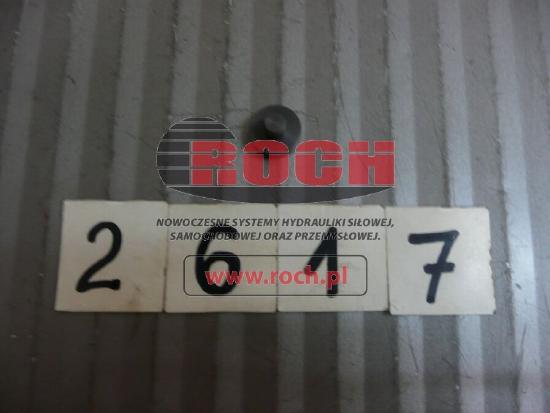 ROCH
NOWOCZESNE SYSTEMY HYDRAULIKI SIŁOWEJ,
SAMOCHODOWEJ ORAZ PRZEMYSŁOWEJ.
2 6 1 7
www.roch.pl